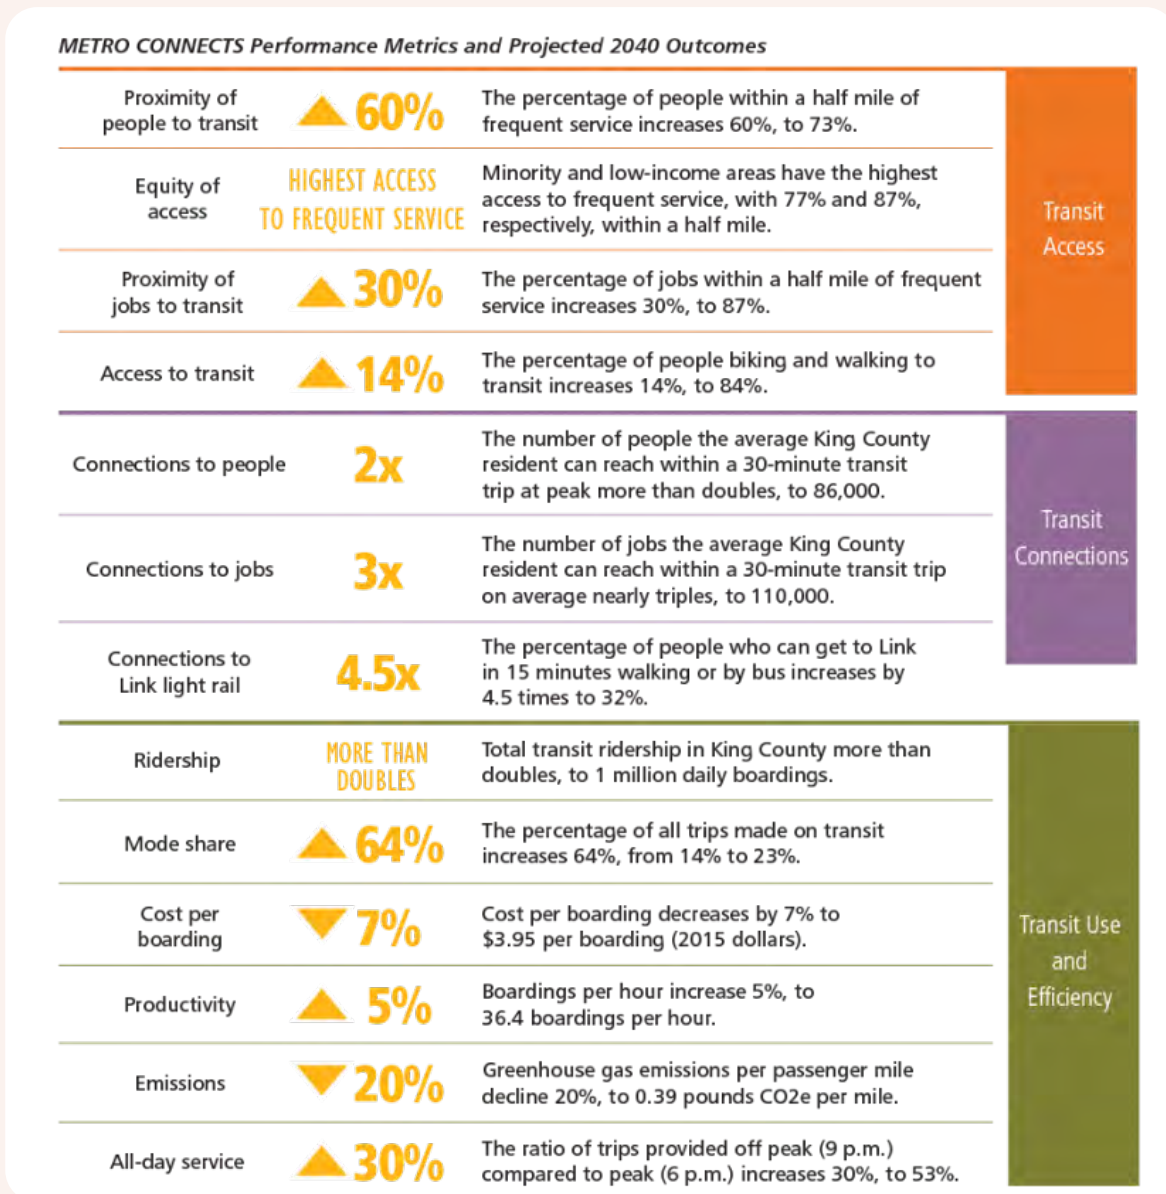 METRO CONNECTS Performance Metrics and Projected 2040 Outcomes
Proximity of
people to transit
60%
The percentage of people within a half mile of
frequent service increases 60%, to 73%.
Equity of
access
HIGHEST ACCESS
TO FREQUENT SERVICE
Minority and low-income areas have the highest
access to frequent service, with 77% and 87%,
respectively, within a half mile.
Proximity of
jobs to transit
30%
The percentage of jobs within a half mile of frequent
service increases 30%, to 87%.
Access to transit
14%
The percentage of people biking and walking to
transit increases 14%, to 84%.
Transit
Access
Connections to people
2x
The number of people the average King County
resident can reach within a 30-minute transit
trip at peak more than doubles, to 86,000.
Connections to jobs
3x
The number of jobs the average King County
resident can reach within a 30-minute transit trip
on average nearly triples, to 110,000.
Connections to
Link light rail
4.5x
The percentage of people who can get to Link
in 15 minutes walking or by bus increases by
4.5 times to 32%.
Transit
Connections
Ridership
MORE THAN
DOUBLES
Total transit ridership in King County more than
doubles, to 1 million daily boardings.
Mode share
64%
The percentage of all trips made on transit
increases 64%, from 14% to 23%.
Cost per
boarding
7%
Cost per boarding decreases by 7% to
$3.95 per boarding (2015 dollars).
Productivity
5%
Boardings per hour increase 5%, to
36.4 boardings per hour.
Emissions
20%
Greenhouse gas emissions per passenger mile
decline 20%, to 0.39 pounds CO2e per mile.
All-day service
30%
The ratio of trips provided off peak (9 p.m.)
compared to peak (6 p.m.) increases 30%, to 53%.
Transit Use
and
Efficiency